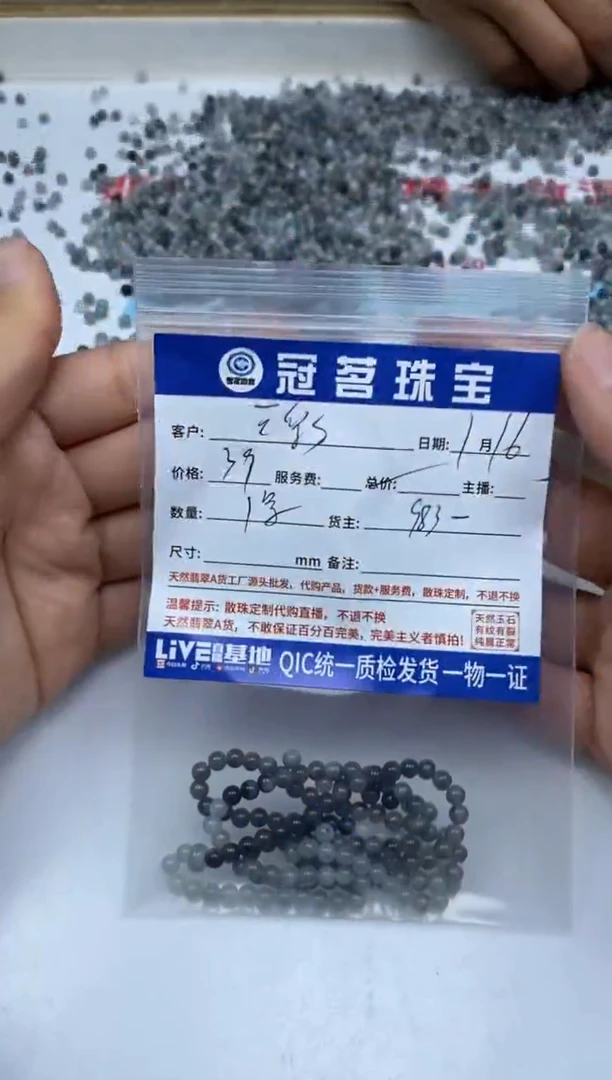 冠茗珠宝
客户: 日期: 1月16
价格: 39 服务费: 总价: 主播:
数量: 1 货主:
尺寸: mm 备注:
天然翡翠A货工厂源头批发，代购产品，货款+服务费，散珠定制，不退不换
温馨提示: 散珠定制代购直播，不退不换
天然翡翠A货，不敢保证百分百完美，完美主义者慎拍!
天然玉石
有纹有裂
纯属正常
LiVE 基地 QIC统一质检发货一物一证